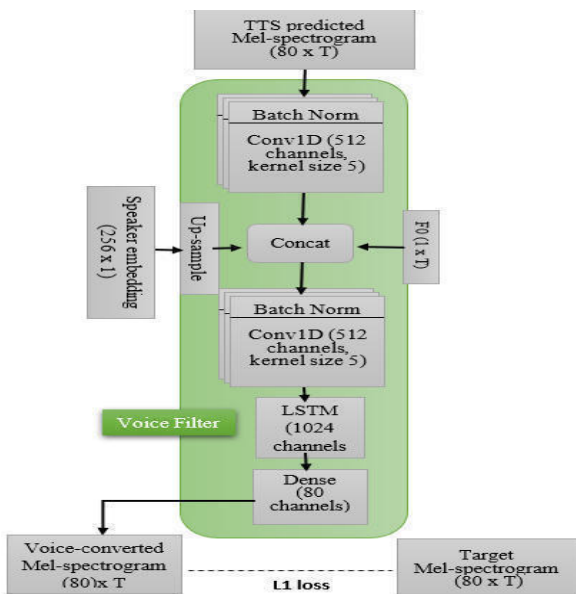 TTS predicted
Mel-spectrogram
(80 x T)
Batch Norm
Conv1D (512
channels,
kernel size 5)
Speaker embedding
(256 x 1)
Up-sample
Concat
F0 (1 x T)
Batch Norm
Conv1D (512
channels,
kernel size 5)
LSTM
(1024
channels
Voice Filter
Dense
(80
channels)
Voice-converted
Mel-spectrogram
(80)x T
L1 loss
Target
Mel-spectrogram
(80 x T)